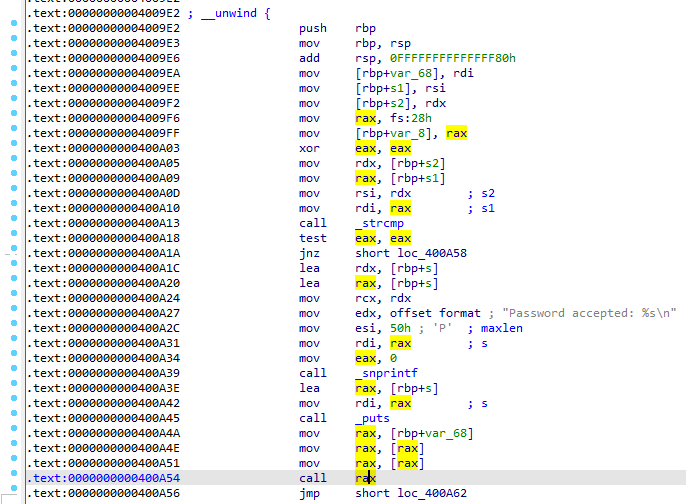 .text:00000000004009E2
.text:00000000004009E2 ; __unwind {
.text:00000000004009E2 push rbp
.text:00000000004009E3 mov rbp, rsp
.text:00000000004009E6 add rsp, 0FFFFFFFFFFFFFF80h
.text:00000000004009EA mov [rbp+var_68], rdi
.text:00000000004009EE mov [rbp+s1], rsi
.text:00000000004009F2 mov [rbp+s2], rdx
.text:00000000004009F6 mov rax, fs:28h
.text:00000000004009FF mov [rbp+var_8], rax
.text:0000000000400A03 xor eax, eax
.text:0000000000400A05 mov rdx, [rbp+s2]
.text:0000000000400A09 mov rax, [rbp+s1]
.text:0000000000400A0D mov rsi, rdx ; s2
.text:0000000000400A10 mov rdi, rax ; s1
.text:0000000000400A13 call _strcmp
.text:0000000000400A18 test eax, eax
.text:0000000000400A1A jnz short loc_400A58
.text:0000000000400A1C lea rdx, [rbp+s]
.text:0000000000400A20 lea rax, [rbp+s]
.text:0000000000400A24 mov rcx, rdx
.text:0000000000400A27 mov edx, offset format ; "Password accepted: %s\n"
.text:0000000000400A2C mov esi, 50h ; 'P' ; maxlen
.text:0000000000400A31 mov rdi, rax ; s
.text:0000000000400A34 mov eax, 0
.text:0000000000400A39 call _snprintf
.text:0000000000400A3E lea rax, [rbp+s]
.text:0000000000400A42 mov rdi, rax ; s
.text:0000000000400A45 call _puts
.text:0000000000400A4A mov rax, [rbp+var_68]
.text:0000000000400A4E mov rax, [rax]
.text:0000000000400A51 mov rax, [rax]
.text:0000000000400A54 call rax
.text:0000000000400A56 jmp short loc_400A62